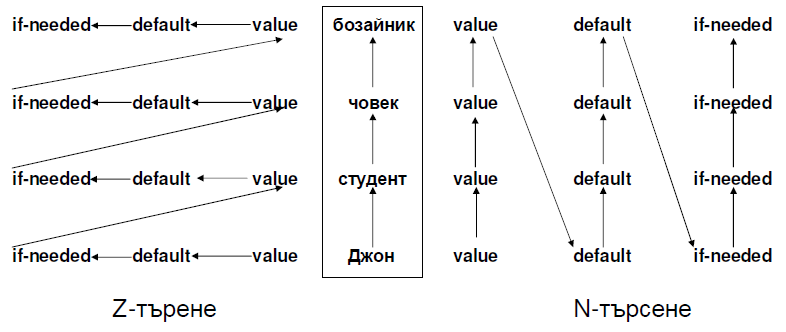 if-needed default value бозайник value default if-needed
if-needed default value човек value default if-needed
if-needed default value студент value default if-needed
if-needed default value Джон value default if-needed
Z-търене N-търсене